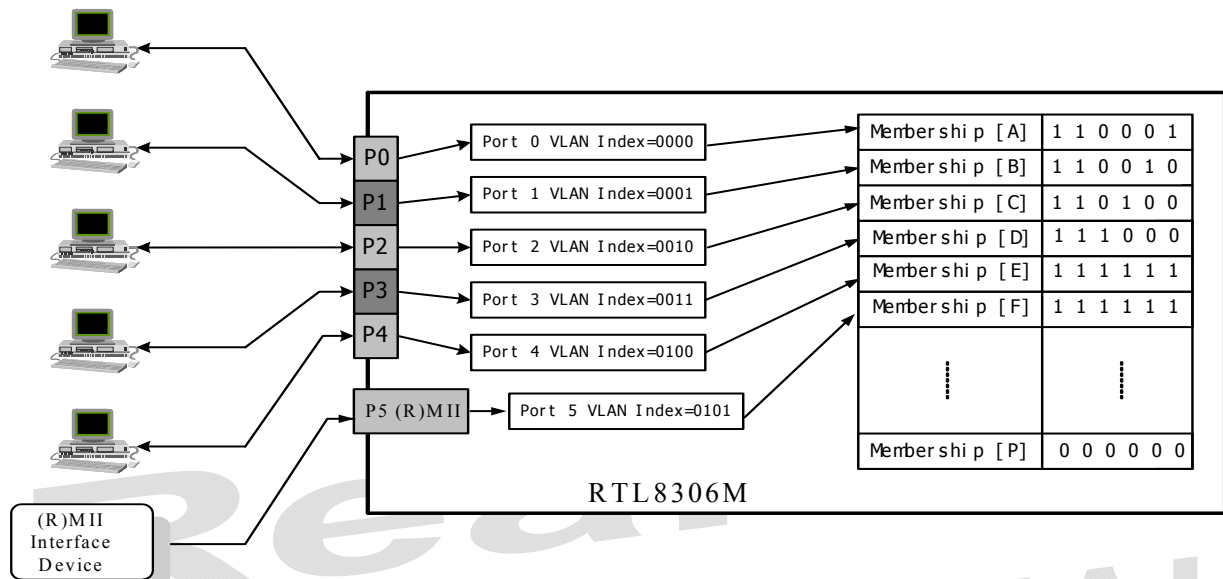 P0
P1
P2
P3
P4
P5 (R)MII
Port 0 VLAN Index=0000
Port 1 VLAN Index=0001
Port 2 VLAN Index=0010
Port 3 VLAN Index=0011
Port 4 VLAN Index=0100
Port 5 VLAN Index=0101
Membership [A] 1 1 0 0 0 1
Membership [B] 1 1 0 0 1 0
Membership [C] 1 1 0 1 0 0
Membership [D] 1 1 1 0 0 0
Membership [E] 1 1 1 1 1 1
Membership [F] 1 1 1 1 1 1
Membership [P] 0 0 0 0 0 0
RTL8306M
(R)MII
Interface
Device